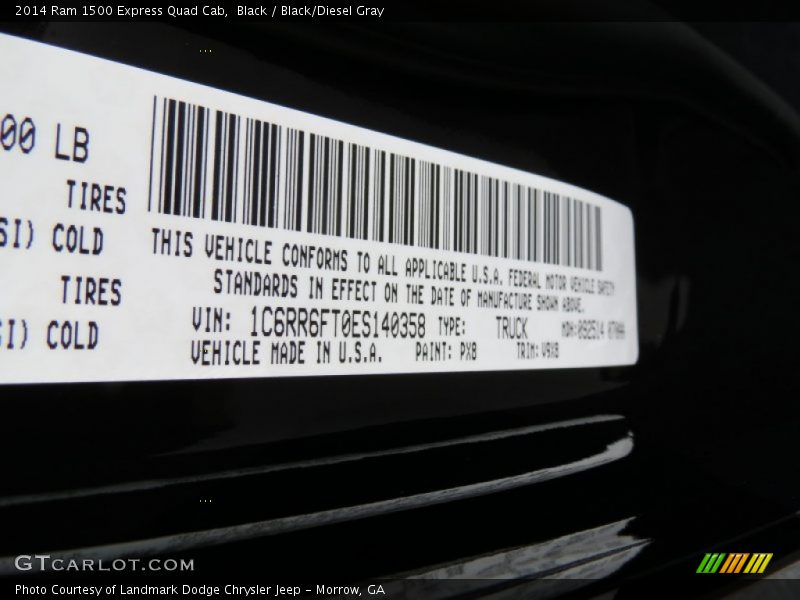 2014 Ram 1500 Express Quad Cab,  Black / Black/Diesel Gray
00 LB
TIRES
SI) COLD
TIRES
SI) COLD
THIS VEHICLE CONFORMS TO ALL APPLICABLE U.S.A. FEDERAL MOTOR VEHICLE SAFETY
STANDARDS IN EFFECT ON THE DATE OF MANUFACTURE SHOWN ABOVE.
VIN: 1C6RR6FT0ES140358 TYPE: TRUCK MDH:
VEHICLE MADE IN U.S.A. PAINT: PX8 TRIM:
GTCARLOT.COM
Photo Courtesy of Landmark Dodge Chrysler Jeep – Morrow, GA